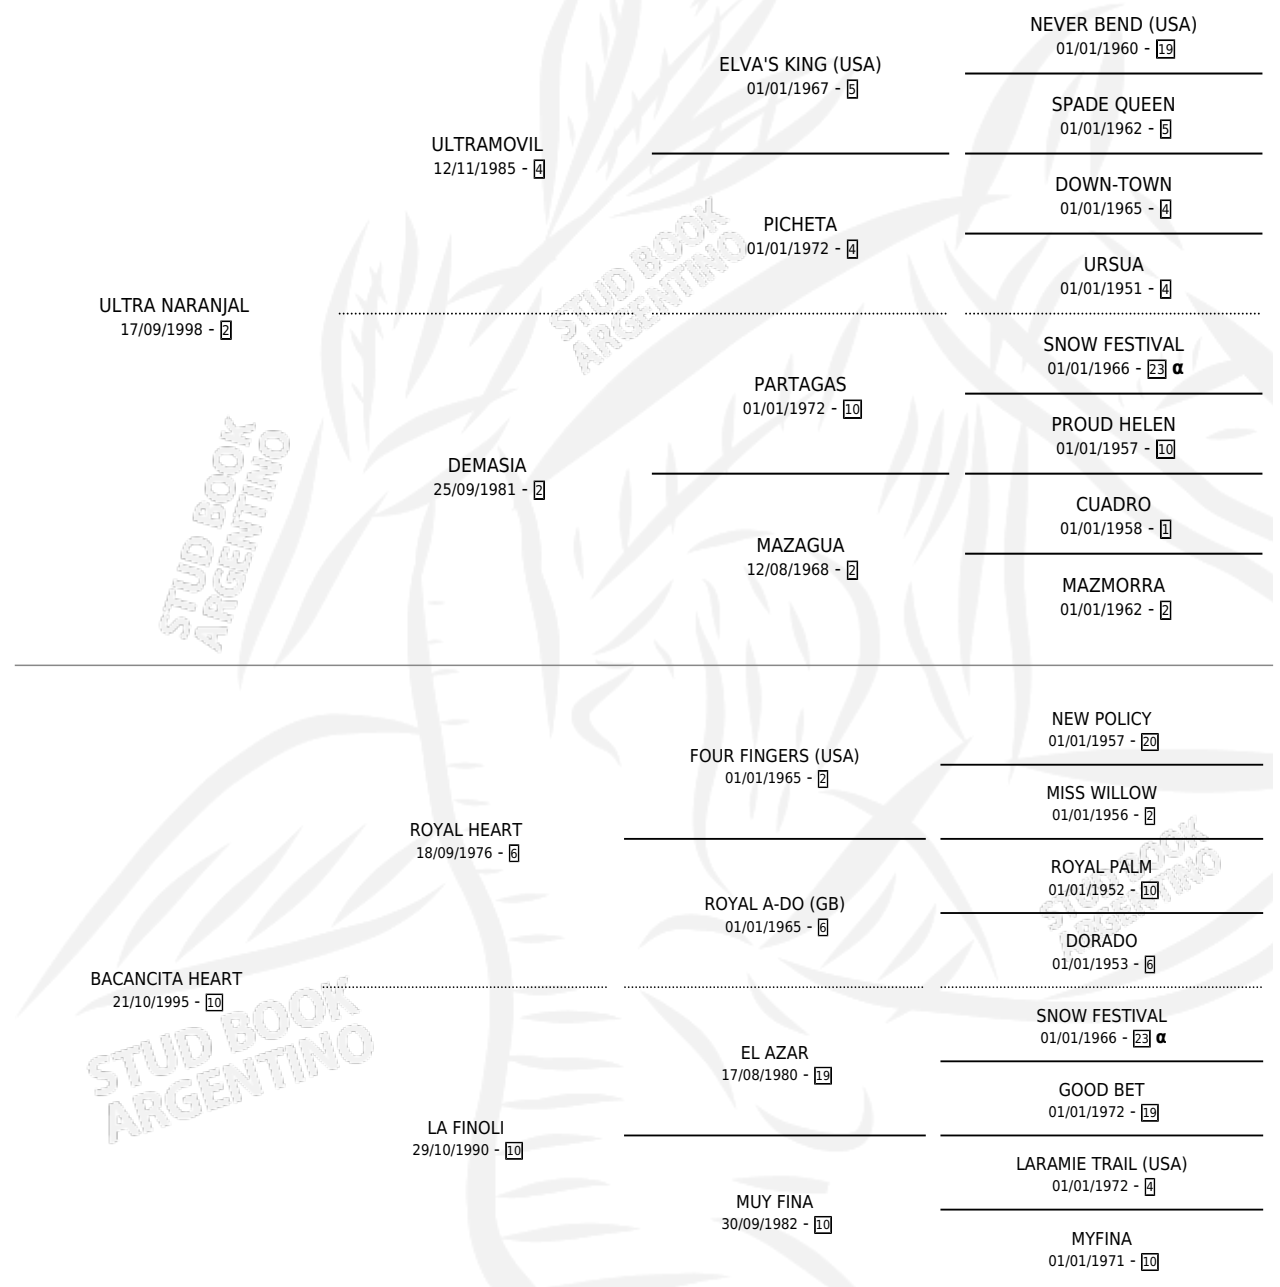 NEVER BEND (USA)
01/01/1960 - 19
ELVA'S KING (USA)
01/01/1967 - 5
SPADE QUEEN
01/01/1962 - 5
ULTRAMOVIL
12/11/1985 - 4
DOWN-TOWN
01/01/1965 - 4
PICHETA
01/01/1972 - 4
URSUA
01/01/1951 - 4
ULTRA NARANJAL
17/09/1998 - 2
SNOW FESTIVAL
01/01/1966 - 23 α
PARTAGAS
01/01/1972 - 10
PROUD HELEN
01/01/1957 - 10
DEMASIA
25/09/1981 - 2
CUADRO
01/01/1958 - 1
MAZAGUA
12/08/1968 - 2
MAZMORRA
01/01/1962 - 2
STUD BOOK
ARGENTINO
STUD BOOK
ARGENTINO
NEW POLICY
01/01/1957 - 20
FOUR FINGERS (USA)
01/01/1965 - 2
MISS WILLOW
01/01/1956 - 2
ROYAL HEART
18/09/1976 - 6
ROYAL PALM
01/01/1952 - 10
ROYAL A-DO (GB)
01/01/1965 - 6
DORADO
01/01/1953 - 6
BACANCITA HEART
21/10/1995 - 10
SNOW FESTIVAL
01/01/1966 - 23 α
EL AZAR
17/08/1980 - 19
GOOD BET
01/01/1972 - 19
LA FINOLI
29/10/1990 - 10
LARAMIE TRAIL (USA)
01/01/1972 - 4
MUY FINA
30/09/1982 - 10
MYFINA
01/01/1971 - 10
STUD BOOK
ARGENTINO
STUD BOOK
ARGENTINO